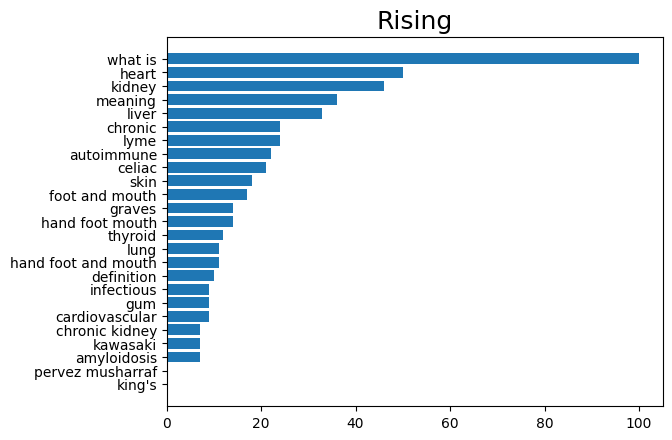 Rising
what is
heart
kidney
meaning
liver
chronic
lyme
autoimmune
celiac
skin
foot and mouth
graves
hand foot mouth
thyroid
lung
hand foot and mouth
definition
infectious
gum
cardiovascular
chronic kidney
kawasaki
amyloidosis
pervez musharraf
king's
0 20 40 60 80 100